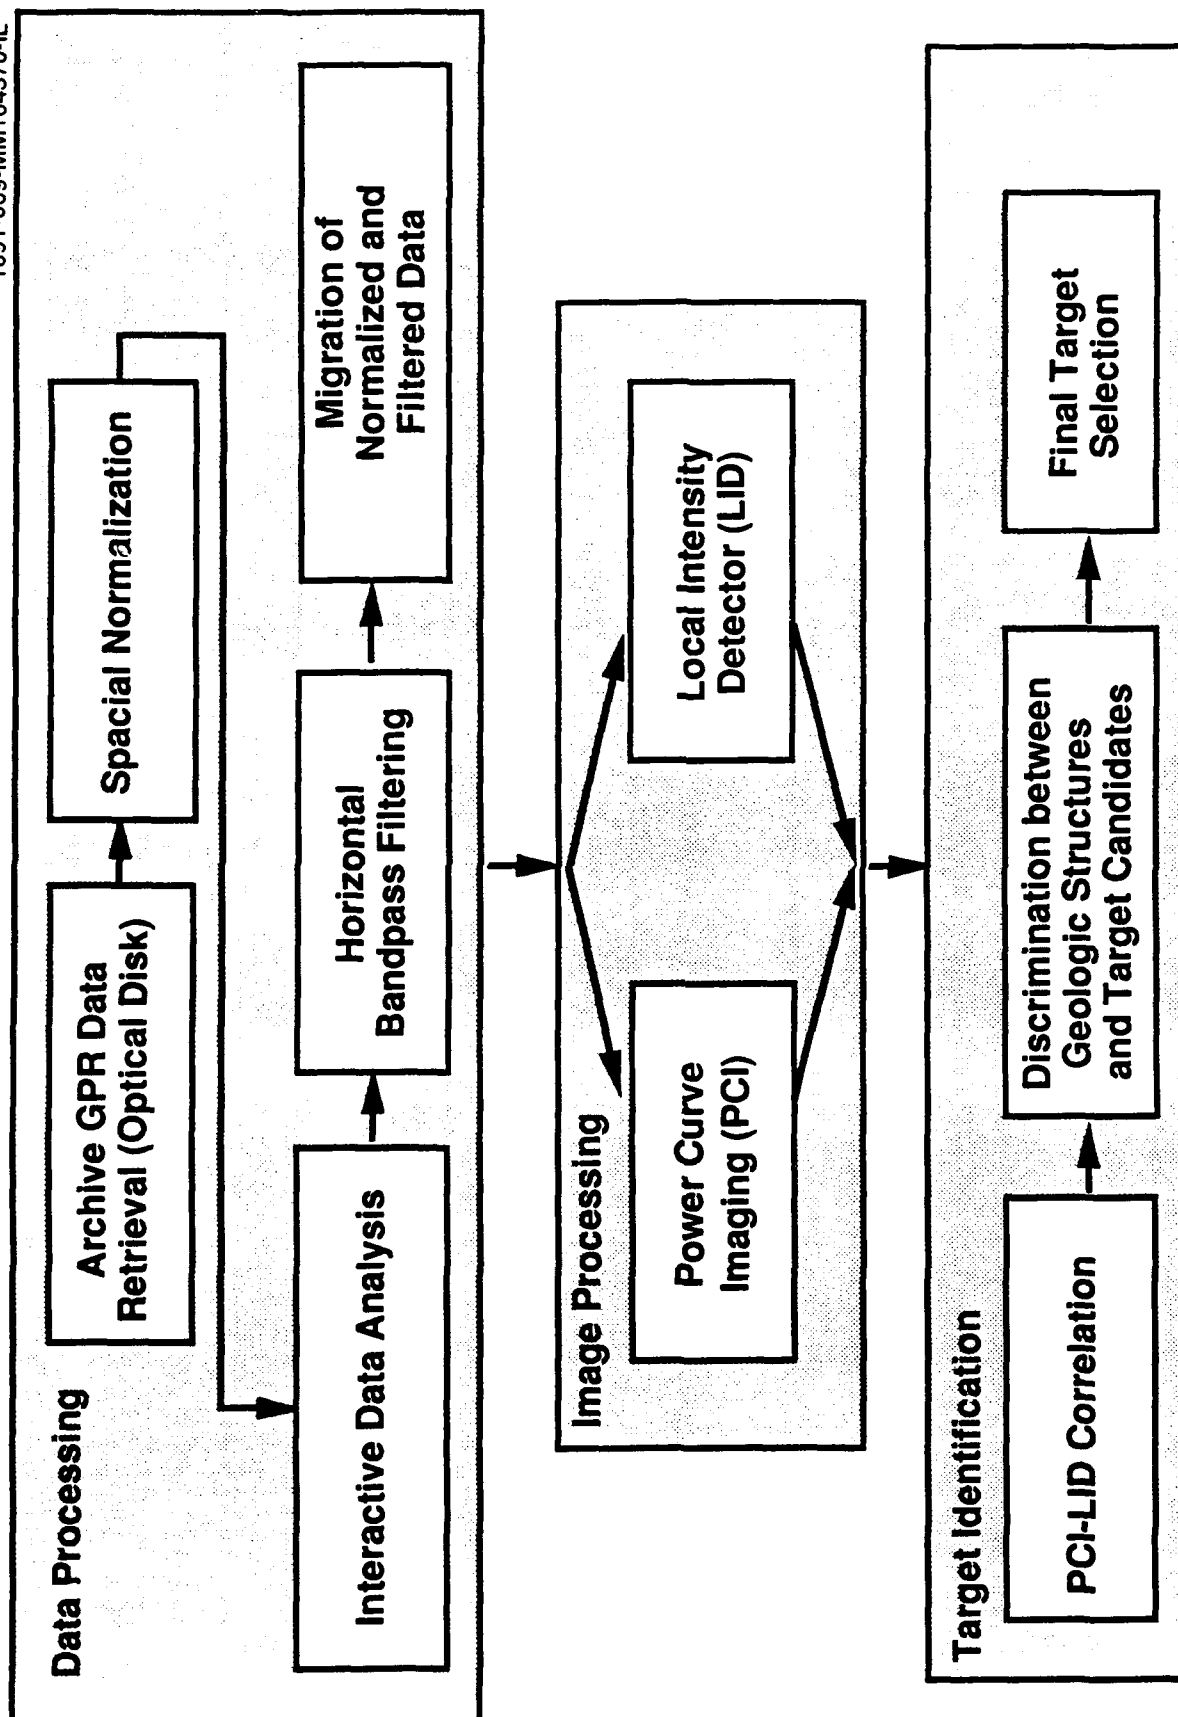 Data Processing
Archive GPR Data
Retrieval (Optical Disk)
Spacial Normalization
Interactive Data Analysis
Horizontal
Bandpass Filtering
Migration of
Normalized and
Filtered Data
Image Processing
Power Curve
Imaging (PCI)
Local Intensity
Detector (LID)
Target Identification
PCI-LID Correlation
Discrimination between
Geologic Structures
and Target Candidates
Final Target
Selection